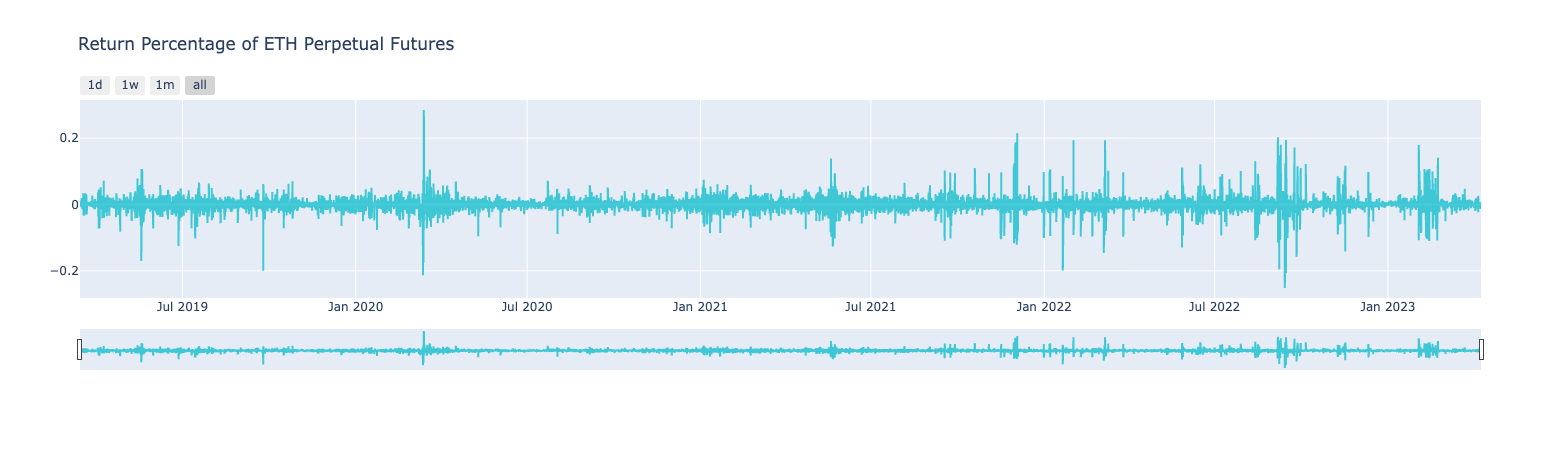 Return Percentage of ETH Perpetual Futures
1d 1w 1m all
0.2
0
−0.2
Jul 2019 Jan 2020 Jul 2020 Jan 2021 Jul 2021 Jan 2022 Jul 2022 Jan 2023